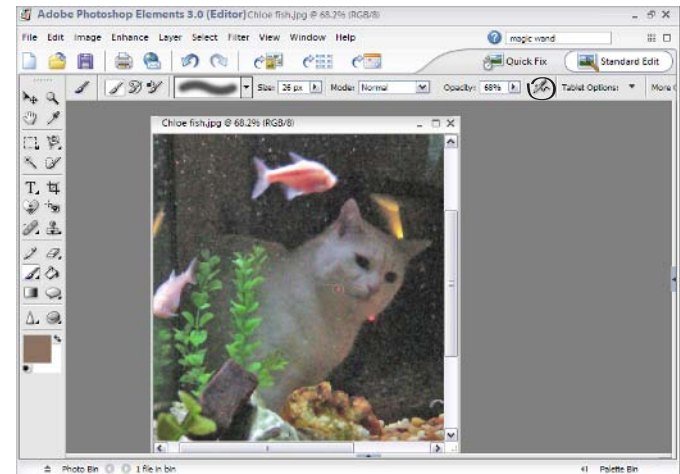 Adobe Photoshop Elements 3.0 (Editor) Chloe fish.jpg @ 68.2% (RGB/8)
File Edit Image Enhance Layer Select Filter View Window Help magic wand
Quick Fix Standard Edit
Size: 26 px Mode: Normal Opacity: 68% Tablet Options: More
Chloe fish.jpg @ 68.2% (RGB/8)
T
Photo Bin 1 file in bin Palette Bin